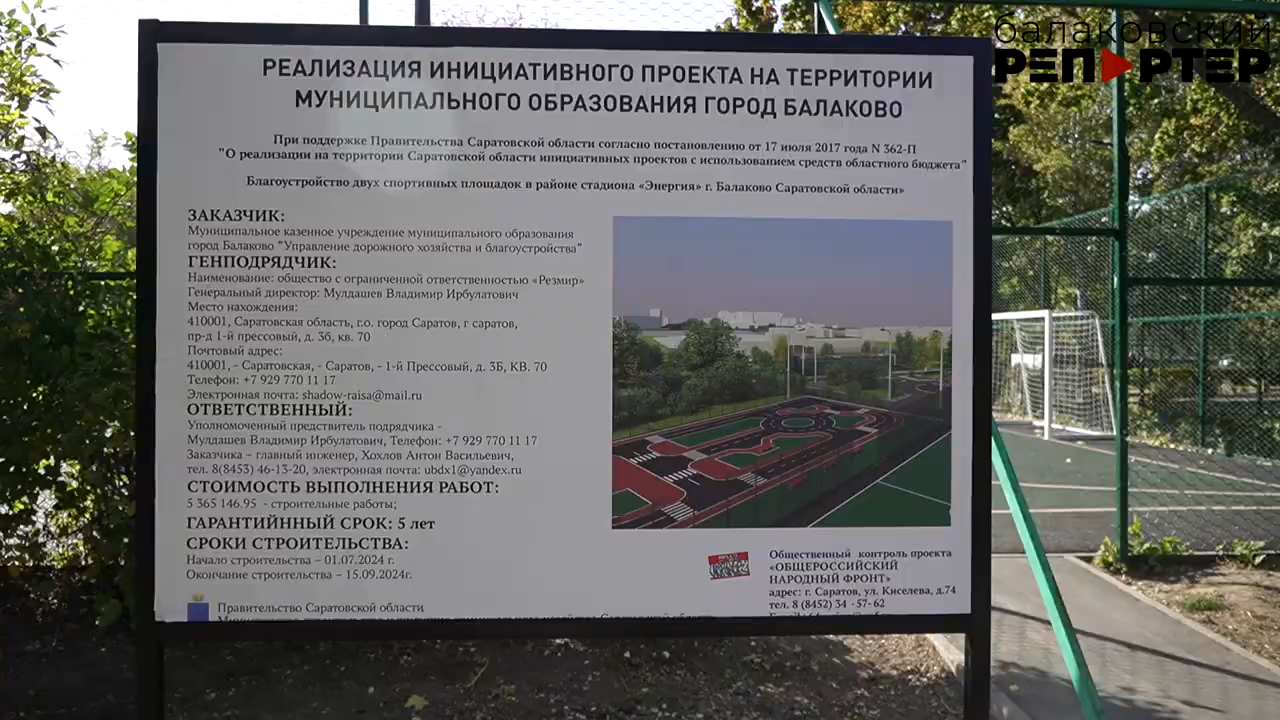 балаковский
РЕПОРТЕР
РЕАЛИЗАЦИЯ ИНИЦИАТИВНОГО ПРОЕКТА НА ТЕРРИТОРИИ
МУНИЦИПАЛЬНОГО ОБРАЗОВАНИЯ ГОРОД БАЛАКОВО
При поддержке Правительства Саратовской области согласно постановлению от 17 июля 2017 года N 362-П
"О реализации на территории Саратовской области инициативных проектов с использованием средств областного бюджета"
Благоустройство двух спортивных площадок в районе стадиона «Энергия» г. Балаково Саратовской области»
ЗАКАЗЧИК:
Муниципальное казенное учреждение муниципального образования
город Балаково "Управление дорожного хозяйства и благоустройства"
ГЕНПОДРЯДЧИК:
Наименование: общество с ограниченной ответственностью «Резмир»
Генеральный директор: Мулдашев Владимир Ирбулатович
Место нахождения:
410001, Саратовская область, г.о. город Саратов, г саратов,
пр-д 1-й прессовый, д. 3б, кв. 70
Почтовый адрес:
410001, - Саратовская, - Саратов, - 1-й Прессовый, д. 3Б, КВ. 70
Телефон: +7 929 770 11 17
Электронная почта: shadow-raisa@mail.ru
ОТВЕТСТВЕННЫЙ:
Уполномоченный предствитель подрядчика -
Мулдашев Владимир Ирбулатович, Телефон: +7 929 770 11 17
Заказчика – главный инженер, Хохлов Антон Васильевич,
тел. 8(8453) 46-13-20, электронная почта: ubdx1@yandex.ru
СТОИМОСТЬ ВЫПОЛНЕНИЯ РАБОТ:
5 365 146.95 - строительные работы;
ГАРАНТИЙННЫЙ СРОК: 5 лет
СРОКИ СТРОИТЕЛЬСТВА:
Начало строительства – 01.07.2024 г.
Окончание строительства – 15.09.2024г.
Правительство Саратовской области
Общественный контроль проекта
«ОБЩЕРОССИЙСКИЙ
НАРОДНЫЙ ФРОНТ»
адрес: г. Саратов, ул. Киселева, д.74
тел. 8 (8452) 34 -57-62